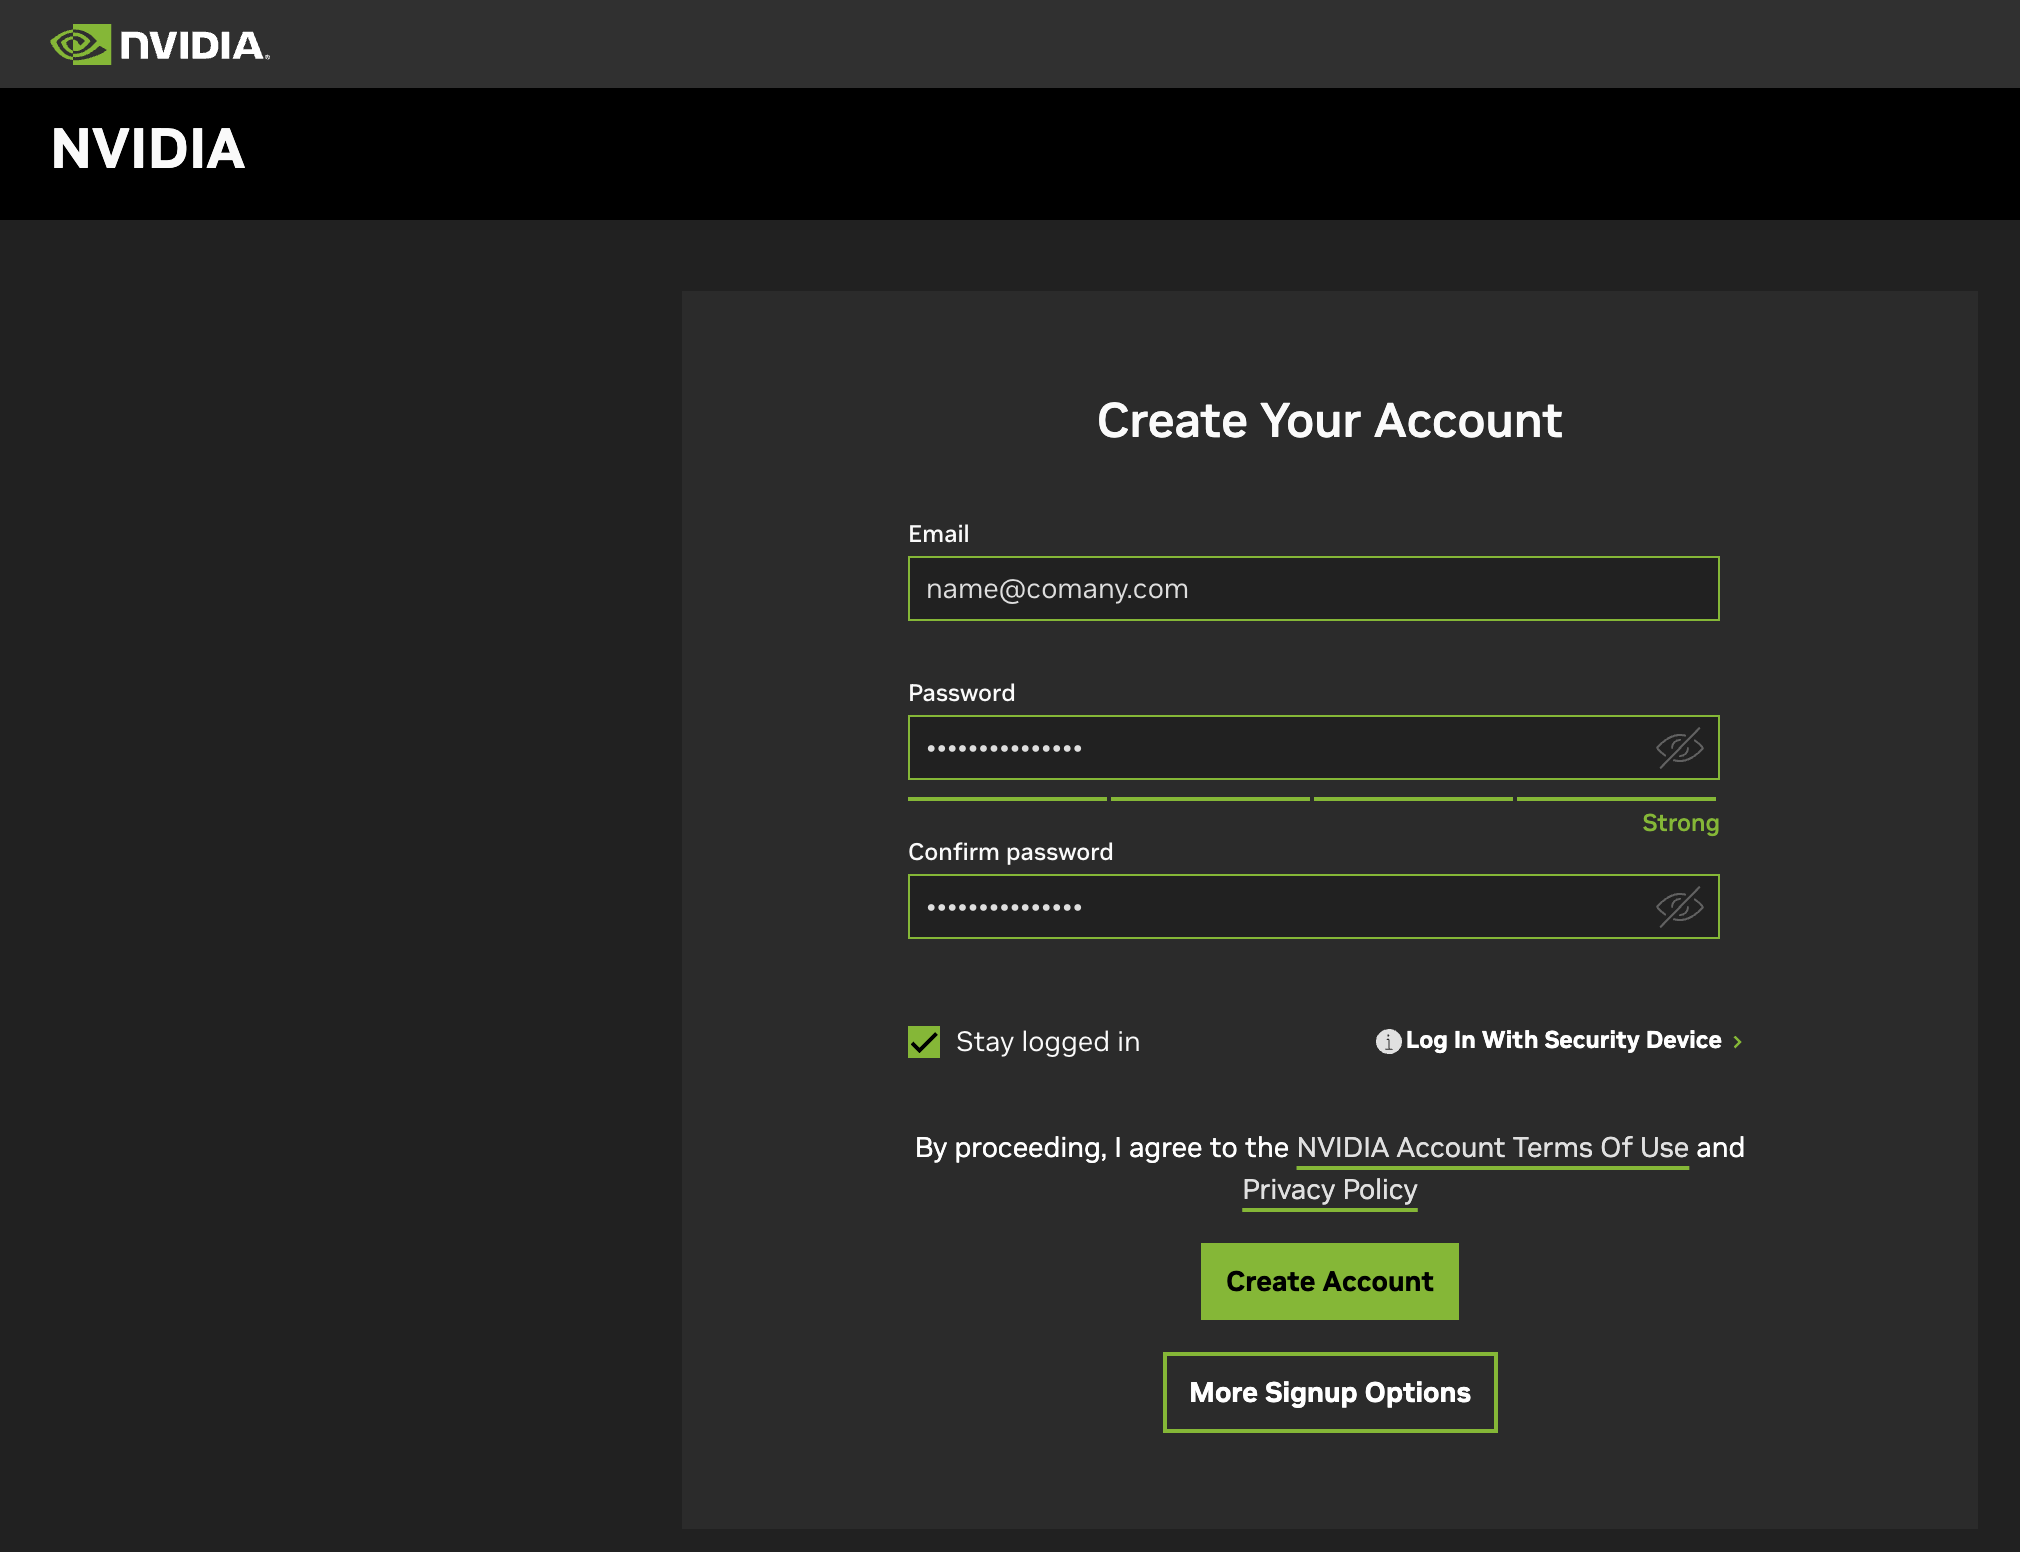 NVIDIA.
NVIDIA
Create Your Account
Email
name@comany.com
Password
•••••••••••••••
Strong
Confirm password
•••••••••••••••
Stay logged in
Log In With Security Device
By proceeding, I agree to the NVIDIA Account Terms Of Use and
Privacy Policy
Create Account
More Signup Options